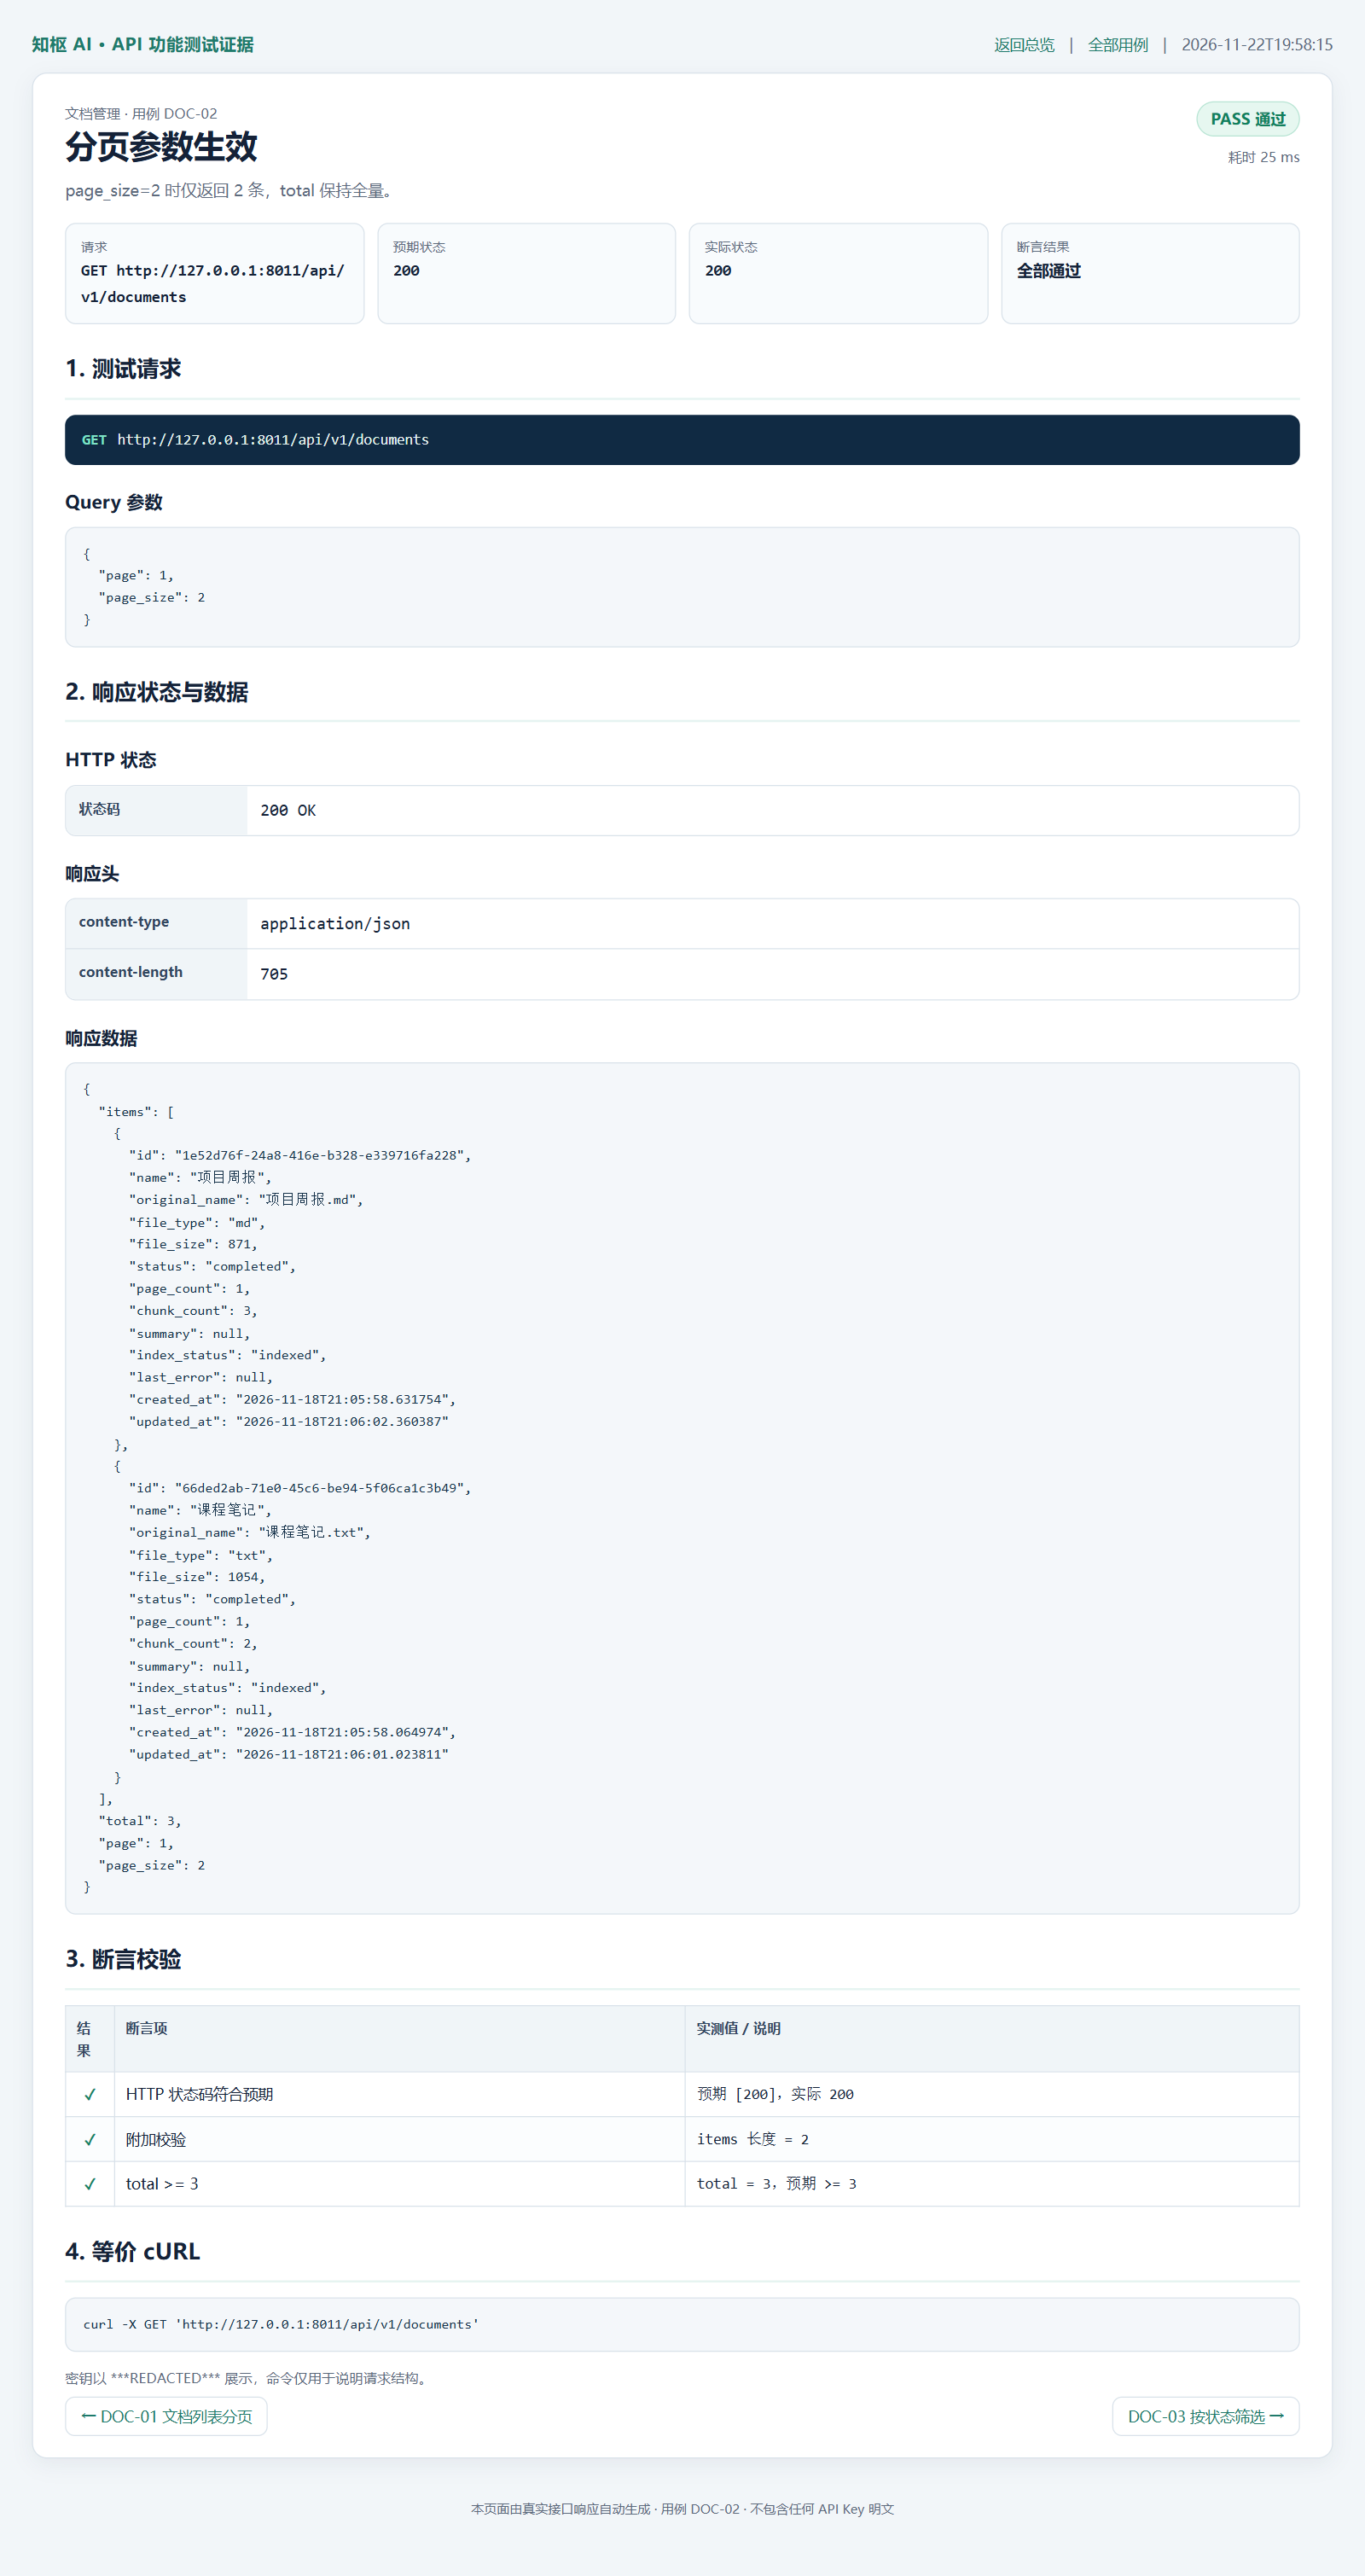 知枢 AI · API 功能测试证据
返回总览 | 全部用例 | 2026-11-22T19:58:15
文档管理 · 用例 DOC-02
分页参数生效
PASS 通过
耗时 25 ms
page_size=2 时仅返回 2 条，total 保持全量。
请求
GET http://127.0.0.1:8011/api/
v1/documents
预期状态
200
实际状态
200
断言结果
全部通过
1. 测试请求
GET http://127.0.0.1:8011/api/v1/documents
Query 参数
{
  "page": 1,
  "page_size": 2
}
2. 响应状态与数据
HTTP 状态
状态码 200 OK
响应头
content-type application/json
content-length 705
响应数据
{
  "items": [
    {
      "id": "1e52d76f-24a8-416e-b328-e339716fa228",
      "name": "项目周报",
      "original_name": "项目周报.md",
      "file_type": "md",
      "file_size": 871,
      "status": "completed",
      "page_count": 1,
      "chunk_count": 3,
      "summary": null,
      "index_status": "indexed",
      "last_error": null,
      "created_at": "2026-11-18T21:05:58.631754",
      "updated_at": "2026-11-18T21:06:02.360387"
    },
    {
      "id": "66ded2ab-71e0-45c6-be94-5f06ca1c3b49",
      "name": "课程笔记",
      "original_name": "课程笔记.txt",
      "file_type": "txt",
      "file_size": 1054,
      "status": "completed",
      "page_count": 1,
      "chunk_count": 2,
      "summary": null,
      "index_status": "indexed",
      "last_error": null,
      "created_at": "2026-11-18T21:05:58.064974",
      "updated_at": "2026-11-18T21:06:01.023811"
    }
  ],
  "total": 3,
  "page": 1,
  "page_size": 2
}
3. 断言校验
结果 断言项 实测值 / 说明
✓ HTTP 状态码符合预期 预期 [200]，实际 200
✓ 附加校验 items 长度 = 2
✓ total >= 3 total = 3，预期 >= 3
4. 等价 cURL
curl -X GET 'http://127.0.0.1:8011/api/v1/documents'
密钥以 ***REDACTED*** 展示，命令仅用于说明请求结构。
← DOC-01 文档列表分页
DOC-03 按状态筛选 →
本页面由真实接口响应自动生成 · 用例 DOC-02 · 不包含任何 API Key 明文